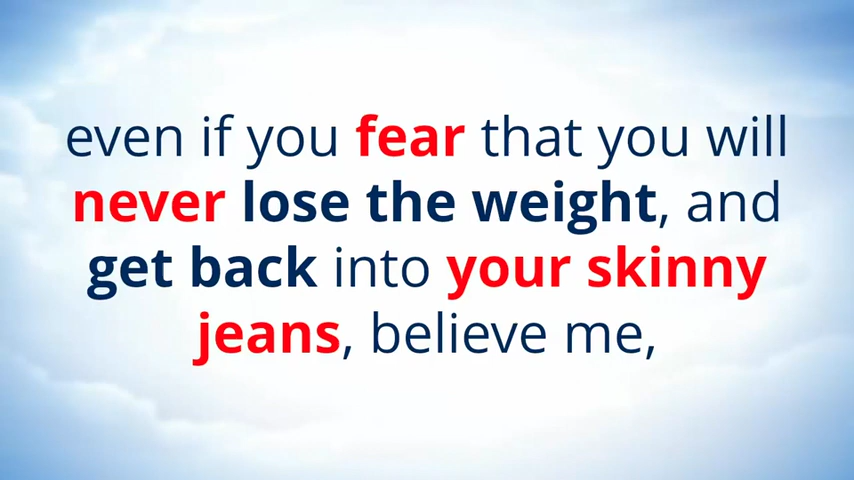 even if you fear that you will
never lose the weight, and
get back into your skinny
jeans, believe me,